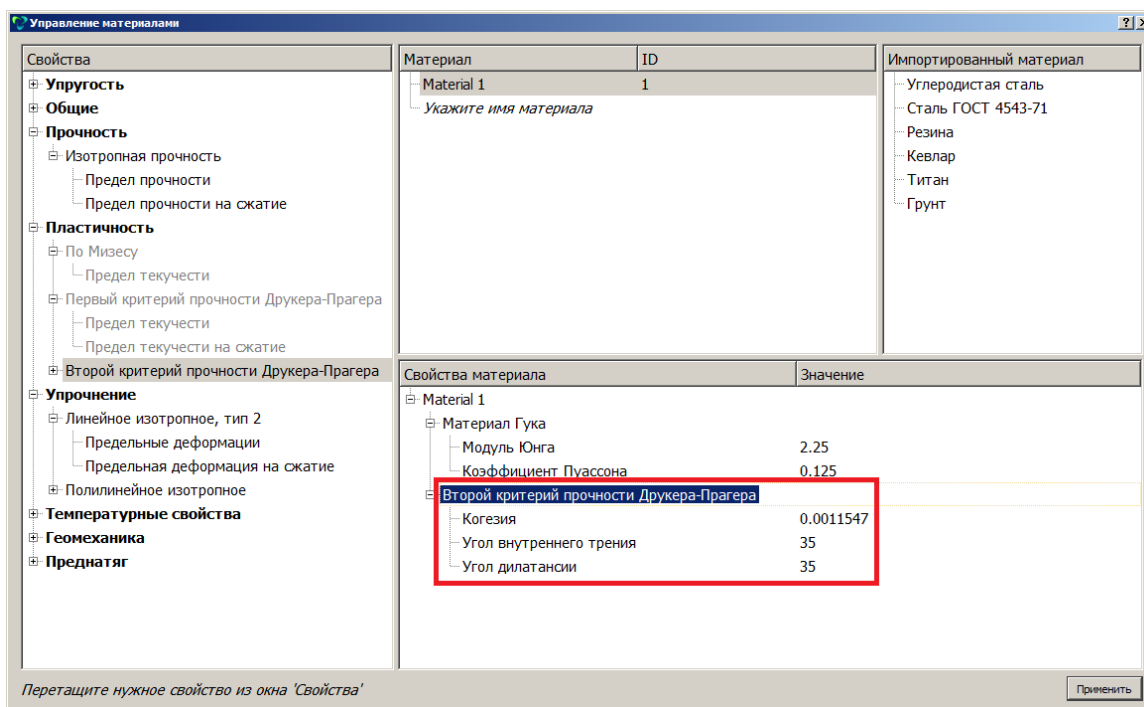 Управление материалами
Свойства
Упругость
Общие
Прочность
Изотропная прочность
Предел прочности
Предел прочности на сжатие
Пластичность
По Мизесу
Предел текучести
Первый критерий прочности Друкера-Прагера
Предел текучести
Предел текучести на сжатие
Второй критерий прочности Друкера-Прагера
Упрочнение
Линейное изотропное, тип 2
Предельные деформации
Предельная деформация на сжатие
Полилинейное изотропное
Температурные свойства
Геомеханика
Преднатяг
Материал ID
Material 1 1
Укажите имя материала
Импортированный материал
Углеродистая сталь
Сталь ГОСТ 4543-71
Резина
Кевлар
Титан
Грунт
Свойства материала Значение
Material 1
Материал Гука
Модуль Юнга 2.25
Коэффициент Пуассона 0.125
Второй критерий прочности Друкера-Прагера
Когезия 0.0011547
Угол внутреннего трения 35
Угол дилатансии 35
Перетащите нужное свойство из окна 'Свойства'
Применить